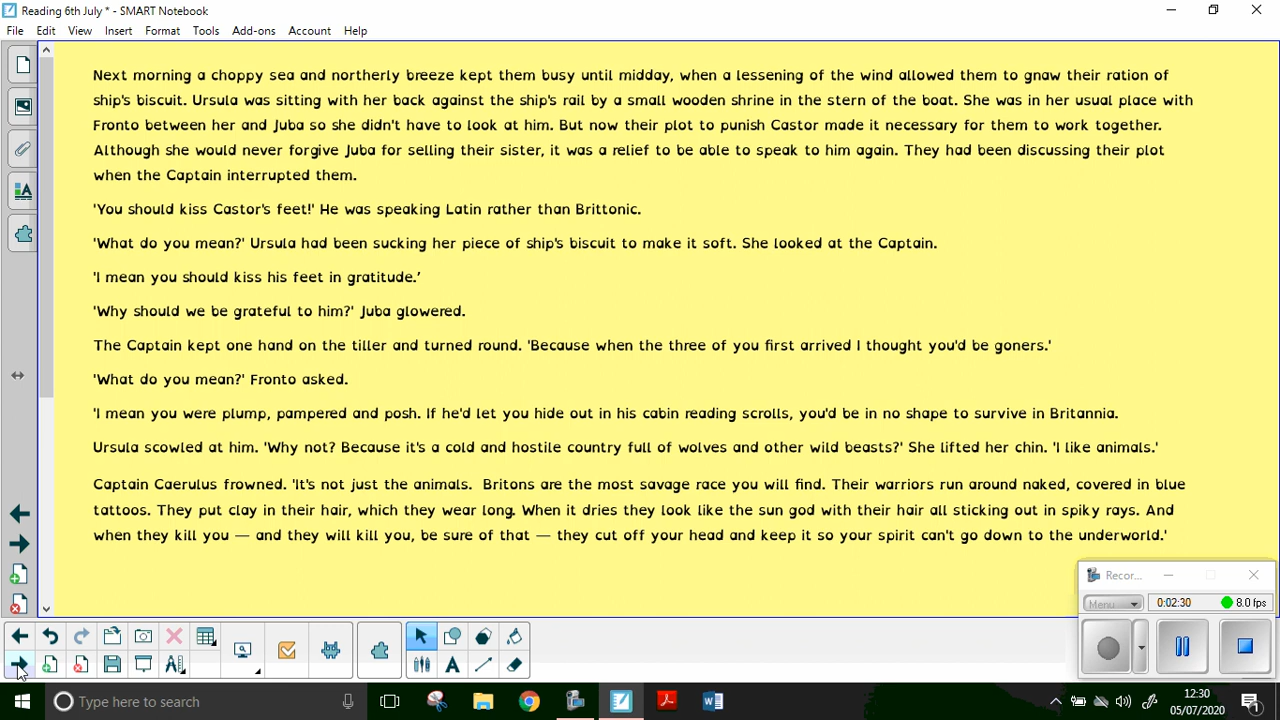 Reading 6th July * - SMART Notebook
File Edit View Insert Format Tools Add-ons Account Help
Next morning a choppy sea and northerly breeze kept them busy until midday, when a lessening of the wind allowed them to gnaw their ration of
ship's biscuit. Ursula was sitting with her back against the ship's rail by a small wooden shrine in the stern of the boat. She was in her usual place with
Fronto between her and Juba so she didn't have to look at him. But now their plot to punish Castor made it necessary for them to work together.
Although she would never forgive Juba for selling their sister, it was a relief to be able to speak to him again. They had been discussing their plot
when the Captain interrupted them.
'You should kiss Castor's feet!' He was speaking Latin rather than Brittonic.
'What do you mean?' Ursula had been sucking her piece of ship's biscuit to make it soft. She looked at the Captain.
'I mean you should kiss his feet in gratitude.’
'Why should we be grateful to him?' Juba glowered.
The Captain kept one hand on the tiller and turned round. 'Because when the three of you first arrived I thought you'd be goners.'
'What do you mean?' Fronto asked.
'I mean you were plump, pampered and posh. If he'd let you hide out in his cabin reading scrolls, you'd be in no shape to survive in Britannia.
Ursula scowled at him. 'Why not? Because it's a cold and hostile country full of wolves and other wild beasts?' She lifted her chin. 'I like animals.'
Captain Caerulus frowned. 'It's not just the animals. Britons are the most savage race you will find. Their warriors run around naked, covered in blue
tattoos. They put clay in their hair, which they wear long. When it dries they look like the sun god with their hair all sticking out in spiky rays. And
when they kill you — and they will kill you, be sure of that — they cut off your head and keep it so your spirit can't go down to the underworld.'
Recor...
Menu 0:02:30 8.0 fps
Type here to search
12:30
05/07/2020
1